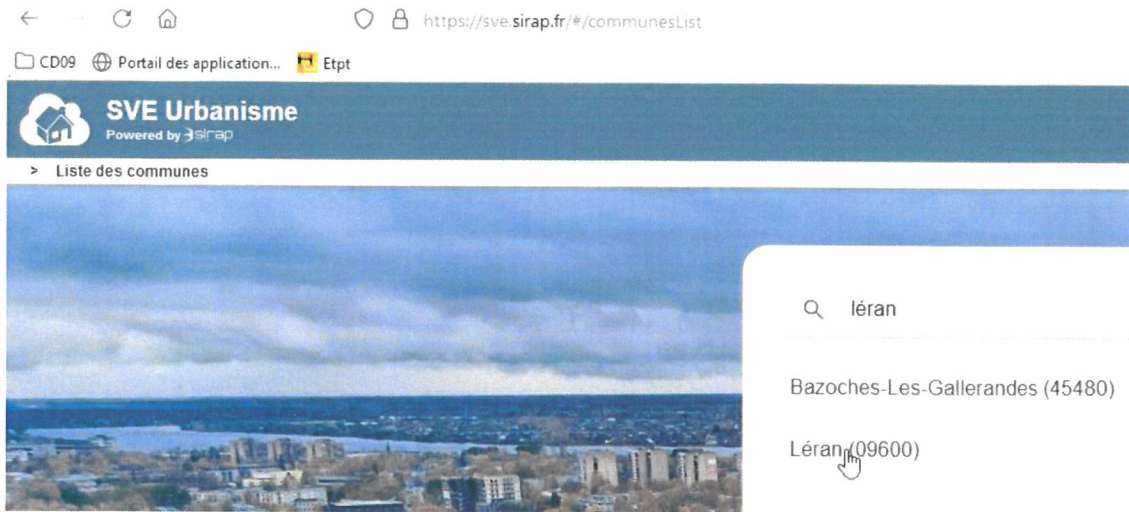 https://sve.sirap.fr/#/communesList
CD09 Portail des application... Etpt
SVE Urbanisme
Powered by sirap
> Liste des communes
léran
Bazoches-Les-Gallerandes (45480)
Léran (09600)